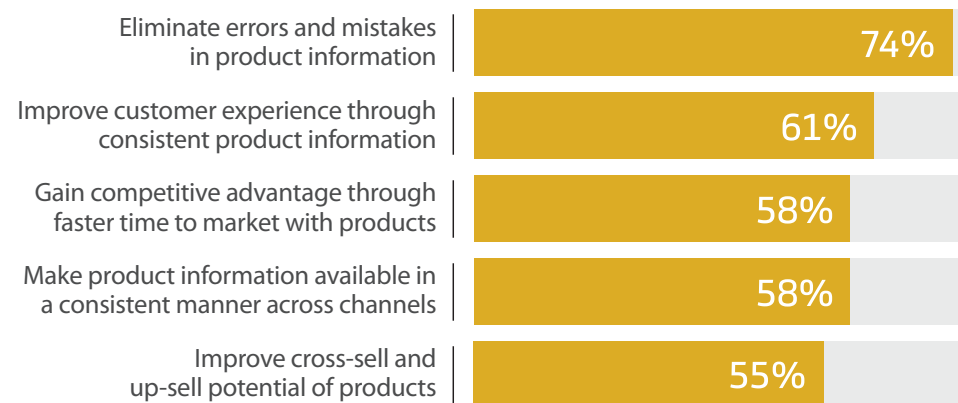 Eliminate errors and mistakes
in product information
74%
Improve customer experience through
consistent product information
61%
Gain competitive advantage through
faster time to market with products
58%
Make product information available in
a consistent manner across channels
58%
Improve cross-sell and
up-sell potential of products
55%